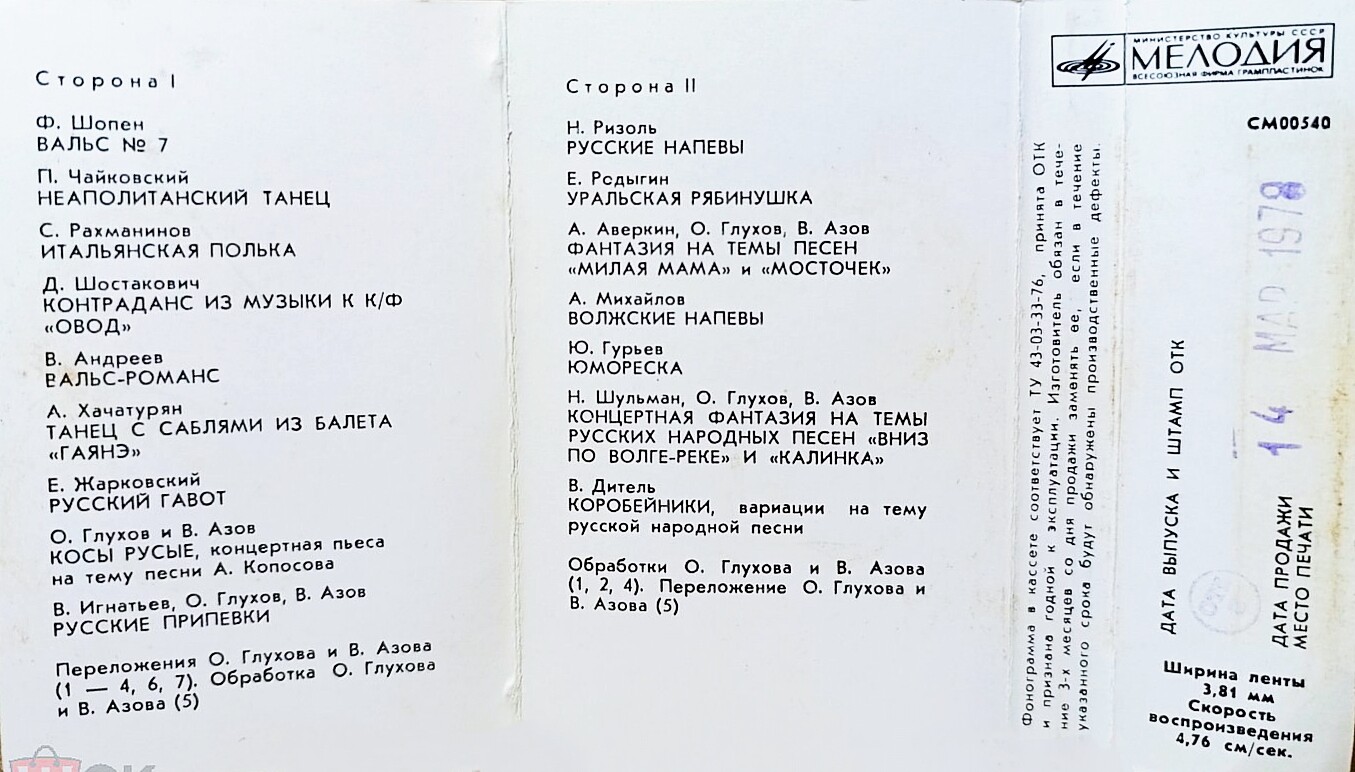 Сторона I
Ф. Шопен
ВАЛЬС № 7
П. Чайковский
НЕАПОЛИТАНСКИЙ ТАНЕЦ
С. Рахманинов
ИТАЛЬЯНСКАЯ ПОЛЬКА
Д. Шостакович
КОНТРАДАНС ИЗ МУЗЫКИ К К/Ф
«ОВОД»
В. Андреев
ВАЛЬС-РОМАНС
А. Хачатурян
ТАНЕЦ С САБЛЯМИ ИЗ БАЛЕТА
«ГАЯНЭ»
Е. Жарковский
РУССКИЙ ГАВОТ
О. Глухов и В. Азов
КОСЫ РУСЫЕ, концертная пьеса
на тему песни А. Копосова
В. Игнатьев, О. Глухов, В. Азов
РУССКИЕ ПРИПЕВКИ
Переложения О. Глухова и В. Азова
(1 — 4, 6, 7). Обработка О. Глухова
и В. Азова (5)
Сторона II
Н. Ризоль
РУССКИЕ НАПЕВЫ
Е. Родыгин
УРАЛЬСКАЯ РЯБИНУШКА
А. Аверкин, О. Глухов, В. Азов
ФАНТАЗИЯ НА ТЕМЫ ПЕСЕН
«МИЛАЯ МАМА» и «МОСТОЧЕК»
А. Михайлов
ВОЛЖСКИЕ НАПЕВЫ
Ю. Гурьев
ЮМОРЕСКА
Н. Шульман, О. Глухов, В. Азов
КОНЦЕРТНАЯ ФАНТАЗИЯ НА ТЕМЫ
РУССКИХ НАРОДНЫХ ПЕСЕН «ВНИЗ
ПО ВОЛГЕ-РЕКЕ» И «КАЛИНКА»
В. Дитель
КОРОБЕЙНИКИ, вариации на тему
русской народной песни
Обработки О. Глухова и В. Азова
(1, 2, 4). Переложение О. Глухова и
В. Азова (5)
Фонограмма в кассете соответствует ТУ 43-03-33-76, принята ОТК
и признана годной к эксплуатации. Изготовитель обязан в тече-
ние 3-х месяцев со дня продажи заменять ее, если в течение
указанного срока будут обнаружены производственные дефекты.
МИНИСТЕРСТВО КУЛЬТУРЫ СССР
МЕЛОДИЯ
ВСЕСОЮЗНАЯ ФИРМА ГРАМПЛАСТИНОК
СМ00540
ДАТА ВЫПУСКА И ШТАМП ОТК
14 МАР 1978
ДАТА ПРОДАЖИ
МЕСТО ПЕЧАТИ
Ширина ленты
3,81 мм
Скорость
воспроизведения
4,76 см/сек.